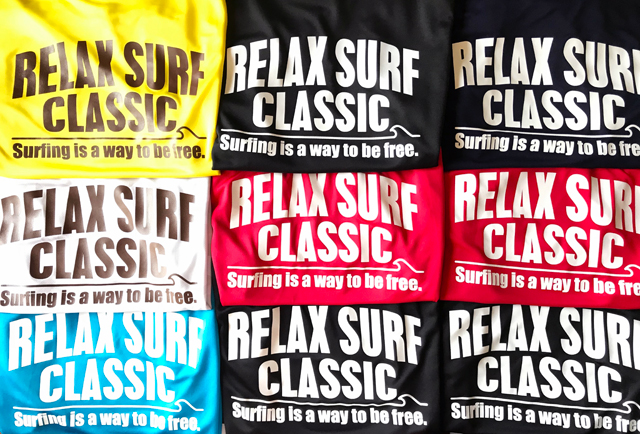 RELAX SURF
CLASSIC
Surfing is a way to be free.
RELAX SURF
CLASSIC
Surfing is a way to be free.
RELAX SURF
CLASSIC
Surfing is a way to be fre
RELAX SURF
CLASSIC
Surfing is a way to be free.
RELAX SURF
CLASSIC
Surfing is a way to be free.
RELAX SURF
CLASSIC
Surfing is a way to be free
RELAX SURF
CLASSIC
Surfing is a way to be free.
RELAX SURF
CLASSIC
Surfing is a way to be free.
RELAX SURF
CLASSIC
Surfing is a way to be free.